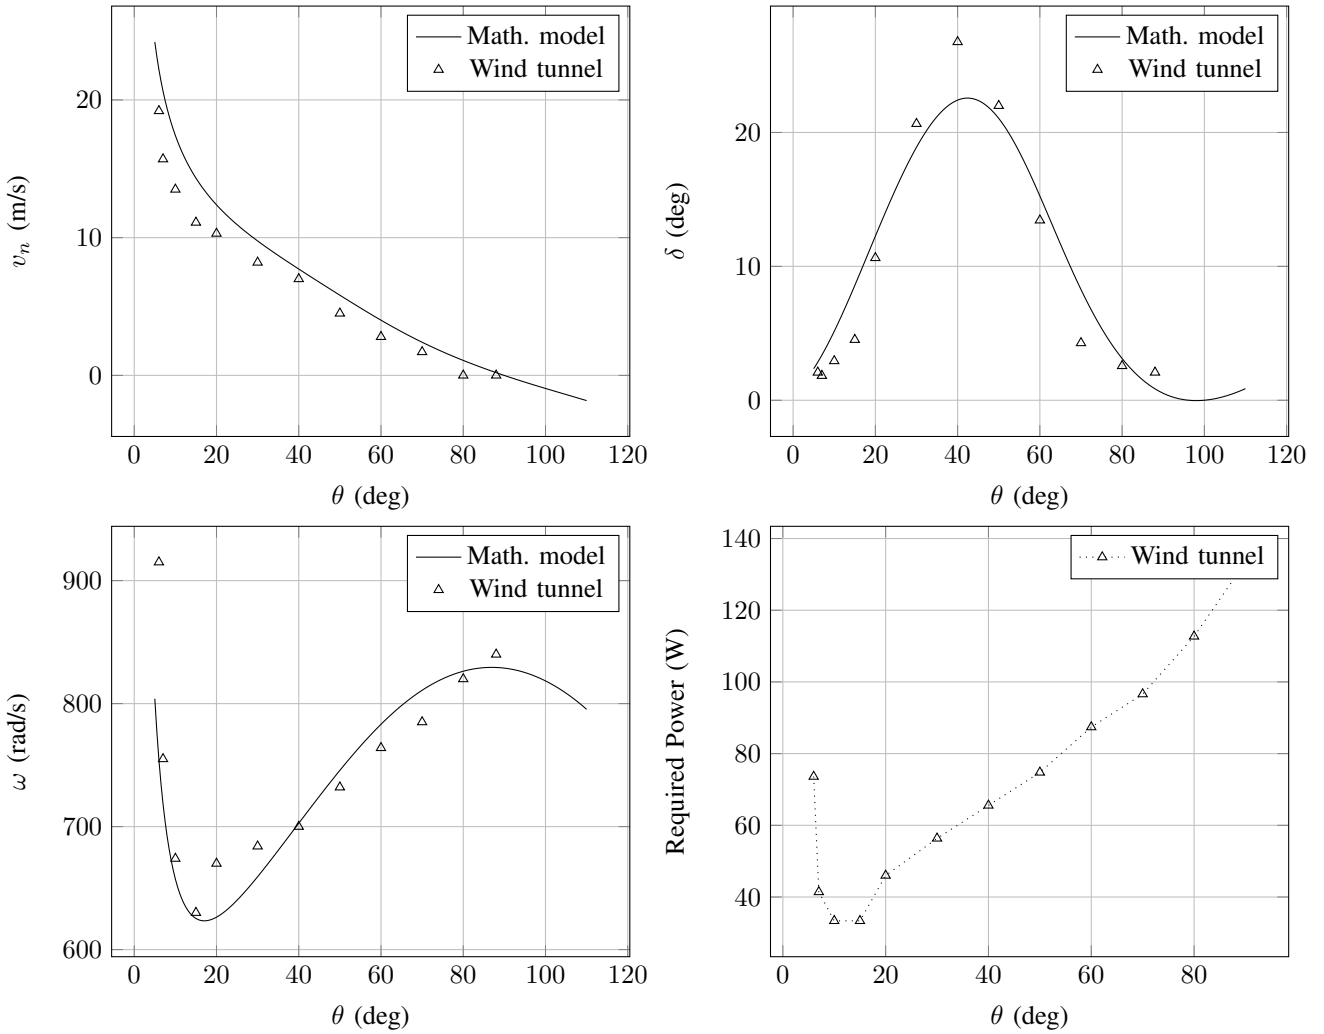 Math. model
Wind tunnel
20
10
0
v_n (m/s)
0 20 40 60 80 100 120
θ (deg)
Math. model
Wind tunnel
20
10
0
δ (deg)
0 20 40 60 80 100 120
θ (deg)
Math. model
Wind tunnel
900
800
700
600
ω (rad/s)
0 20 40 60 80 100 120
θ (deg)
Wind tunnel
140
120
100
80
60
40
Required Power (W)
0 20 40 60 80
θ (deg)